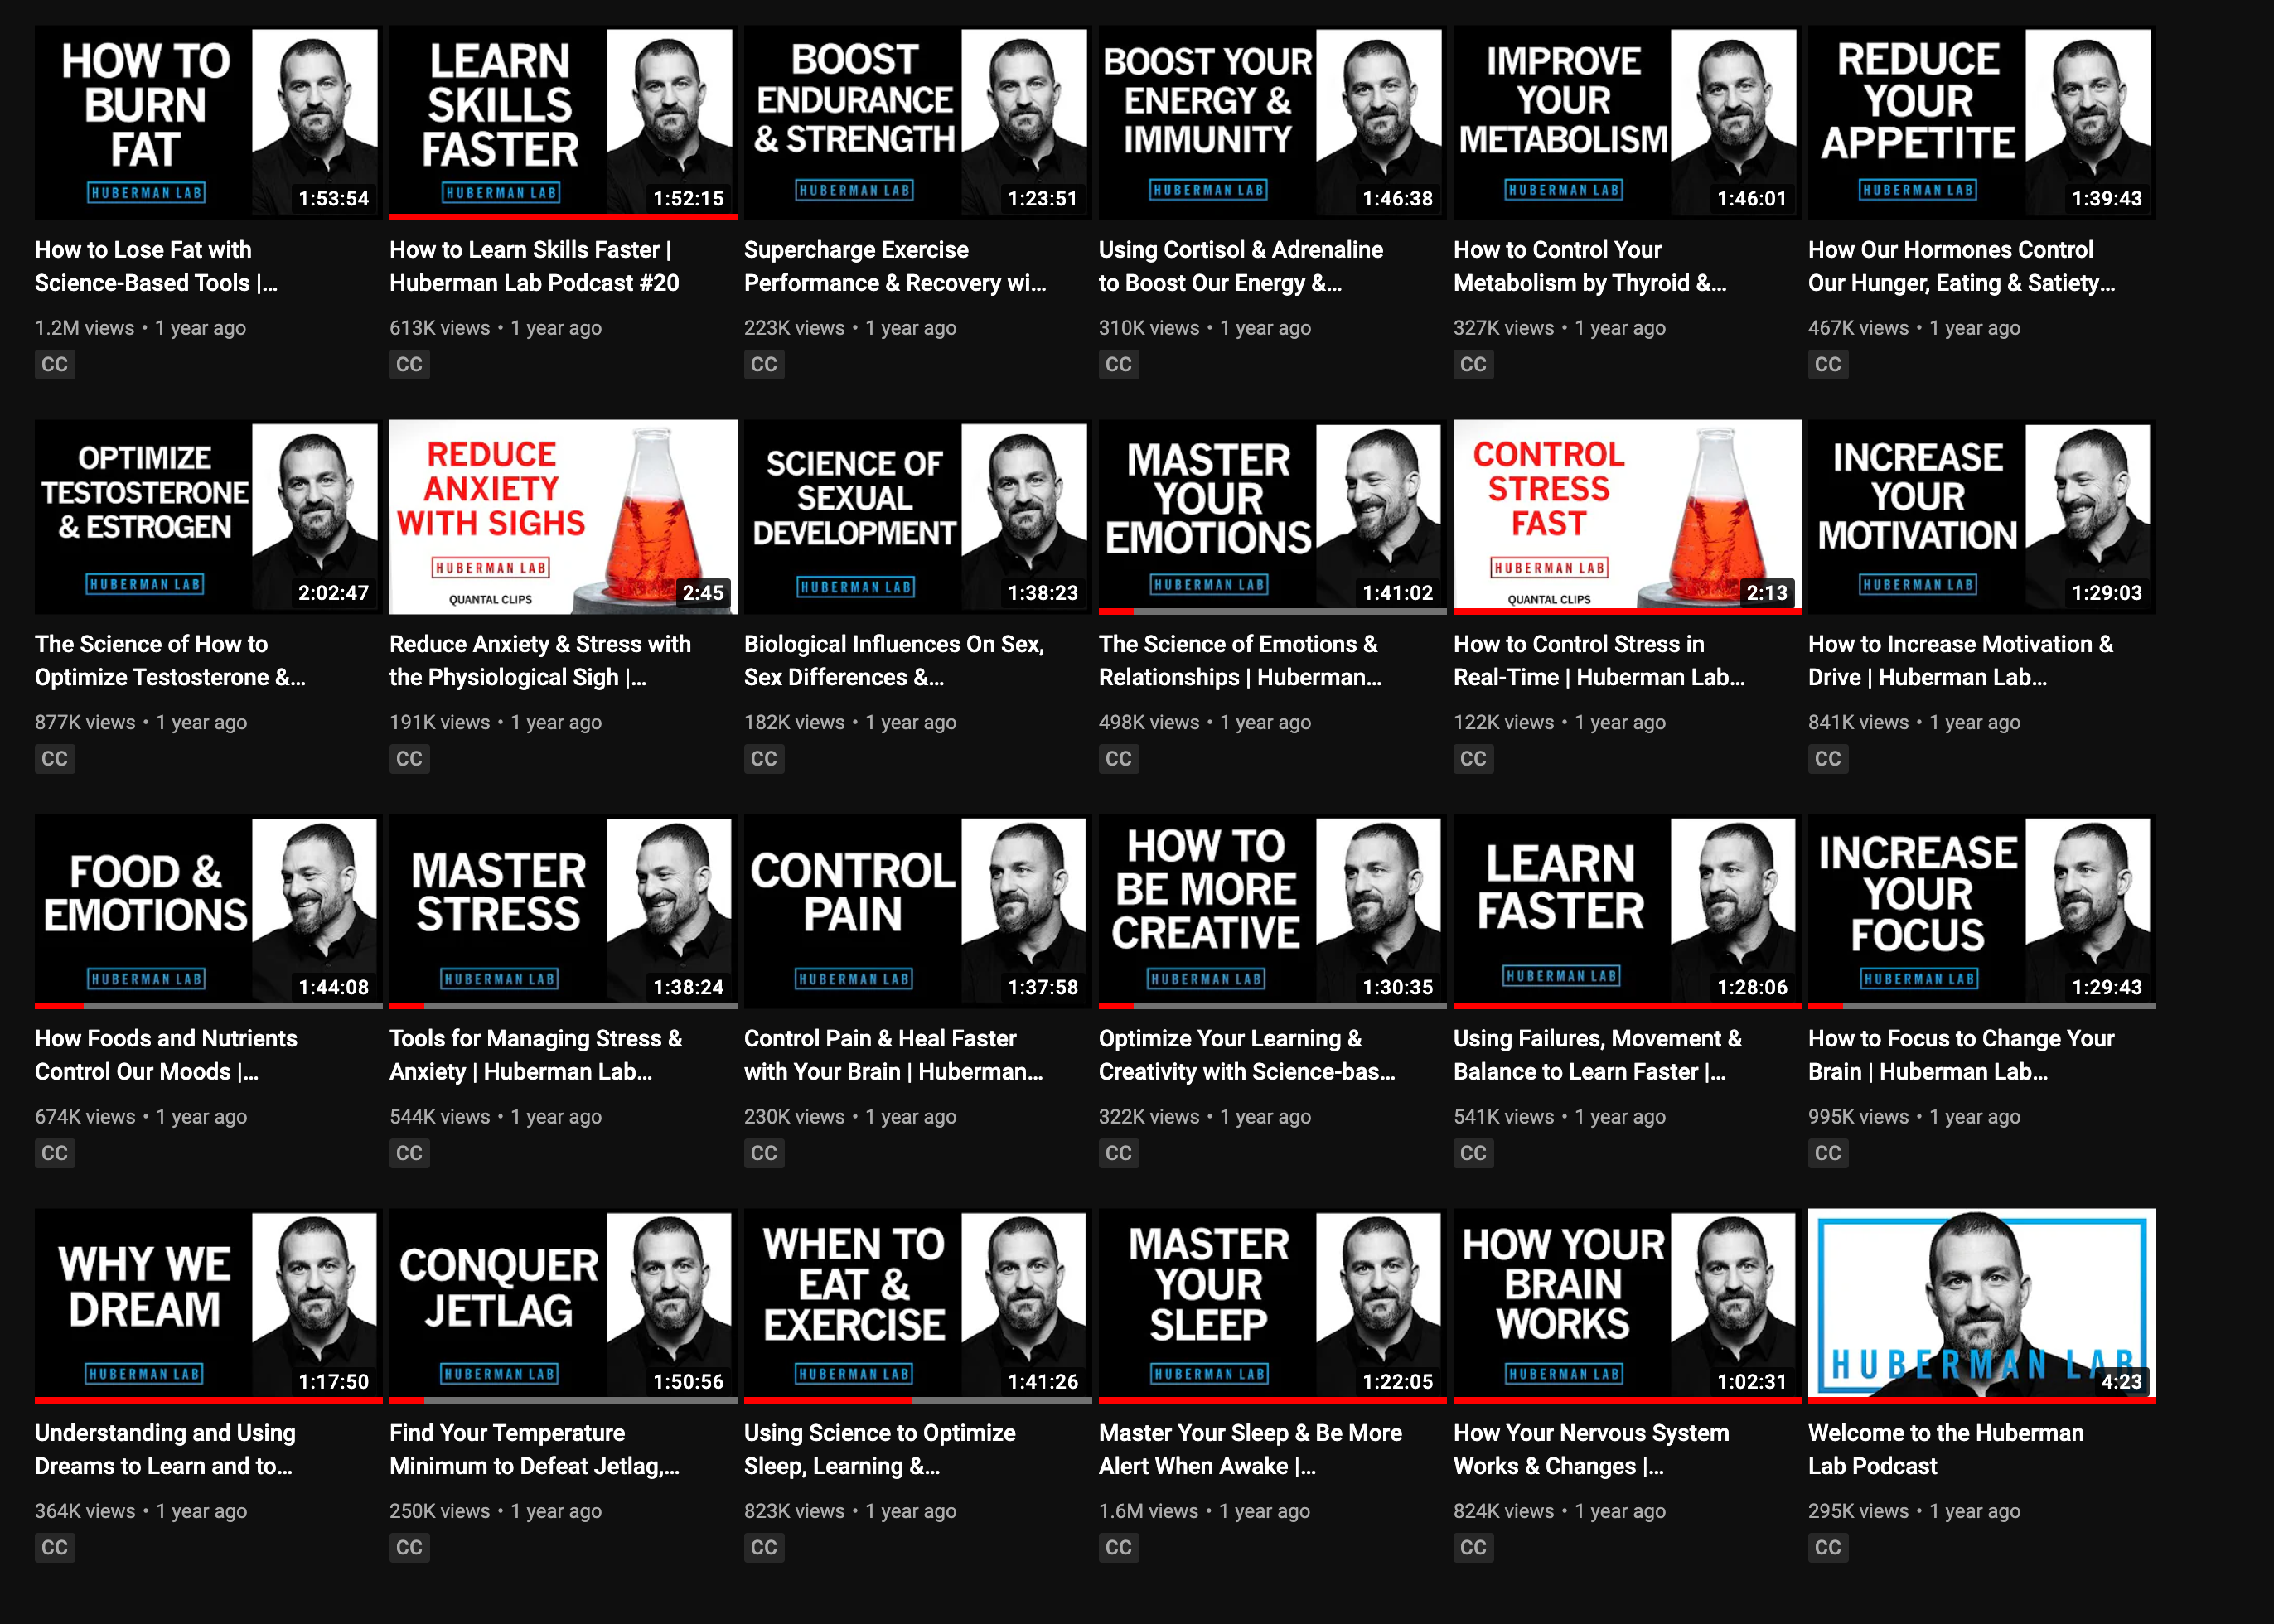 HOW TO
BURN
FAT
HUBERMAN LAB
1:53:54
How to Lose Fat with
Science-Based Tools |...
1.2M views • 1 year ago
CC
LEARN
SKILLS
FASTER
HUBERMAN LAB
1:52:15
How to Learn Skills Faster |
Huberman Lab Podcast #20
613K views • 1 year ago
CC
BOOST
ENDURANCE
& STRENGTH
HUBERMAN LAB
1:23:51
Supercharge Exercise
Performance & Recovery wi...
223K views • 1 year ago
CC
BOOST YOUR
ENERGY &
IMMUNITY
HUBERMAN LAB
1:46:38
Using Cortisol & Adrenaline
to Boost Our Energy &...
310K views • 1 year ago
CC
IMPROVE
YOUR
METABOLISM
HUBERMAN LAB
1:46:01
How to Control Your
Metabolism by Thyroid &...
327K views • 1 year ago
CC
REDUCE
YOUR
APPETITE
HUBERMAN LAB
1:39:43
How Our Hormones Control
Our Hunger, Eating & Satiety...
467K views • 1 year ago
CC
OPTIMIZE
TESTOSTERONE
& ESTROGEN
HUBERMAN LAB
2:02:47
The Science of How to
Optimize Testosterone &...
877K views • 1 year ago
CC
REDUCE
ANXIETY
WITH SIGHS
HUBERMAN LAB
QUANTAL CLIPS
2:45
Reduce Anxiety & Stress with
the Physiological Sigh |...
191K views • 1 year ago
CC
SCIENCE OF
SEXUAL
DEVELOPMENT
HUBERMAN LAB
1:38:23
Biological Influences On Sex,
Sex Differences &...
182K views • 1 year ago
CC
MASTER
YOUR
EMOTIONS
HUBERMAN LAB
1:41:02
The Science of Emotions &
Relationships | Huberman...
498K views • 1 year ago
CC
CONTROL
STRESS
FAST
HUBERMAN LAB
QUANTAL CLIPS
2:13
How to Control Stress in
Real-Time | Huberman Lab...
122K views • 1 year ago
CC
INCREASE
YOUR
MOTIVATION
HUBERMAN LAB
1:29:03
How to Increase Motivation &
Drive | Huberman Lab...
841K views • 1 year ago
CC
FOOD &
EMOTIONS
HUBERMAN LAB
1:44:08
How Foods and Nutrients
Control Our Moods |...
674K views • 1 year ago
CC
MASTER
STRESS
HUBERMAN LAB
1:38:24
Tools for Managing Stress &
Anxiety | Huberman Lab...
544K views • 1 year ago
CC
CONTROL
PAIN
HUBERMAN LAB
1:37:58
Control Pain & Heal Faster
with Your Brain | Huberman...
230K views • 1 year ago
CC
HOW TO
BE MORE
CREATIVE
HUBERMAN LAB
1:30:35
Optimize Your Learning &
Creativity with Science-bas...
322K views • 1 year ago
CC
LEARN
FASTER
HUBERMAN LAB
1:28:06
Using Failures, Movement &
Balance to Learn Faster |...
541K views • 1 year ago
CC
INCREASE
YOUR
FOCUS
HUBERMAN LAB
1:29:43
How to Focus to Change Your
Brain | Huberman Lab...
995K views • 1 year ago
CC
WHY WE
DREAM
HUBERMAN LAB
1:17:50
Understanding and Using
Dreams to Learn and to...
364K views • 1 year ago
CC
CONQUER
JETLAG
HUBERMAN LAB
1:50:56
Find Your Temperature
Minimum to Defeat Jetlag,...
250K views • 1 year ago
CC
WHEN TO
EAT &
EXERCISE
HUBERMAN LAB
1:41:26
Using Science to Optimize
Sleep, Learning &...
823K views • 1 year ago
CC
MASTER
YOUR
SLEEP
HUBERMAN LAB
1:22:05
Master Your Sleep & Be More
Alert When Awake |...
1.6M views • 1 year ago
CC
HOW YOUR
BRAIN
WORKS
HUBERMAN LAB
1:02:31
How Your Nervous System
Works & Changes |...
824K views • 1 year ago
CC
HUBERMAN LAB
4:23
Welcome to the Huberman
Lab Podcast
295K views • 1 year ago
CC